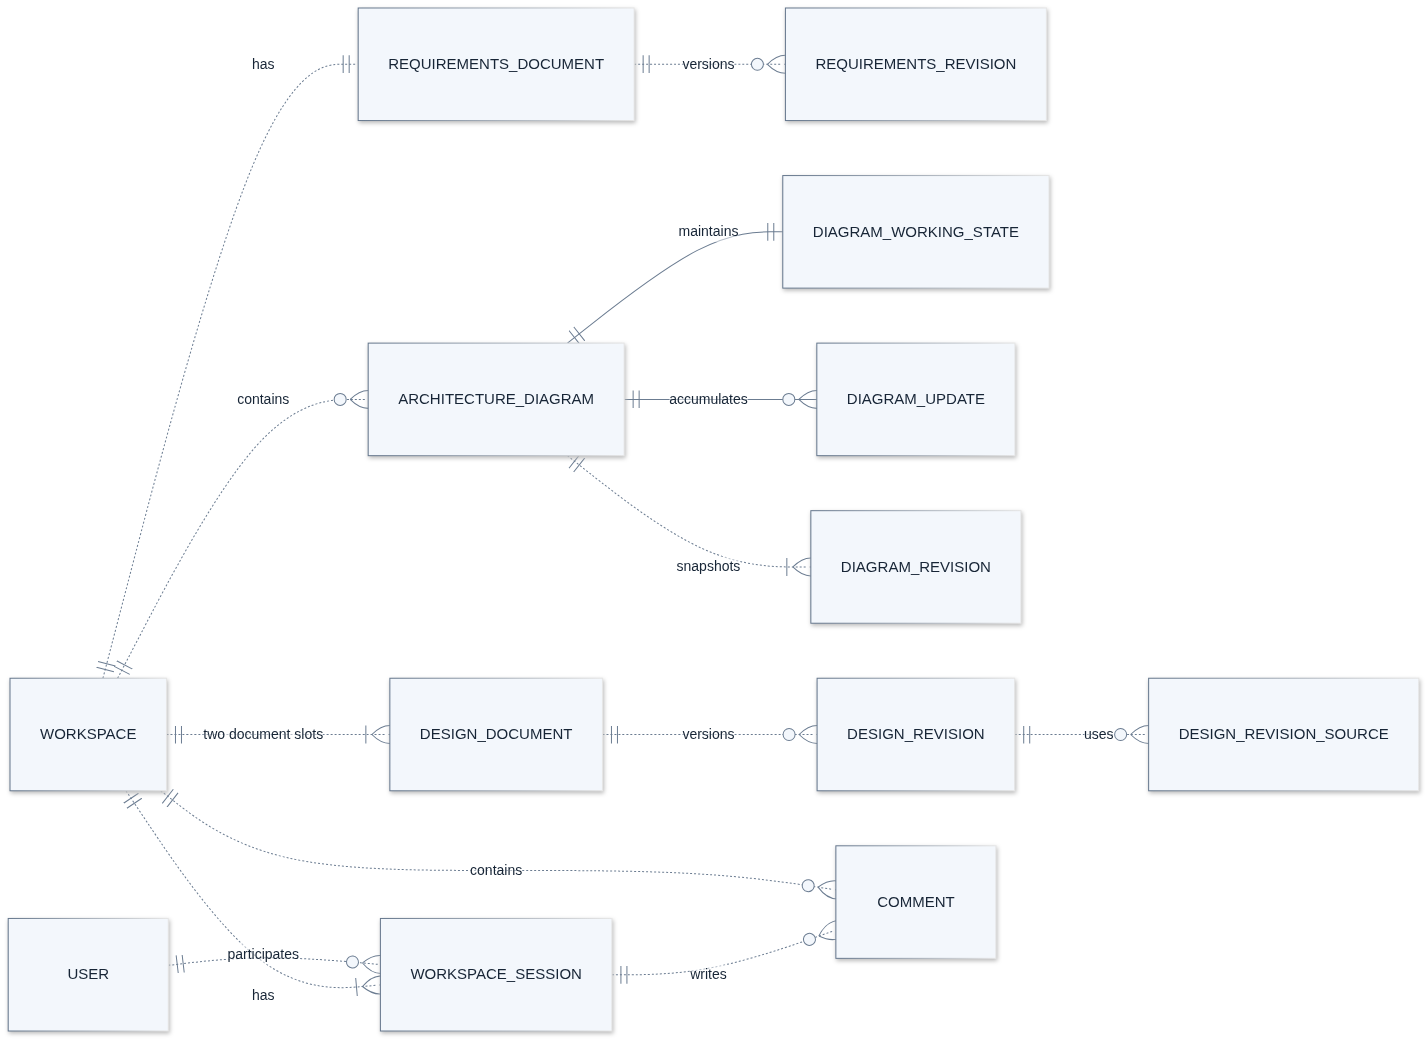 has
REQUIREMENTS_DOCUMENT
versions
REQUIREMENTS_REVISION
maintains
DIAGRAM_WORKING_STATE
contains
ARCHITECTURE_DIAGRAM
accumulates
DIAGRAM_UPDATE
snapshots
DIAGRAM_REVISION
WORKSPACE
two document slots
DESIGN_DOCUMENT
versions
DESIGN_REVISION
uses
DESIGN_REVISION_SOURCE
contains
COMMENT
USER
participates
has
WORKSPACE_SESSION
writes